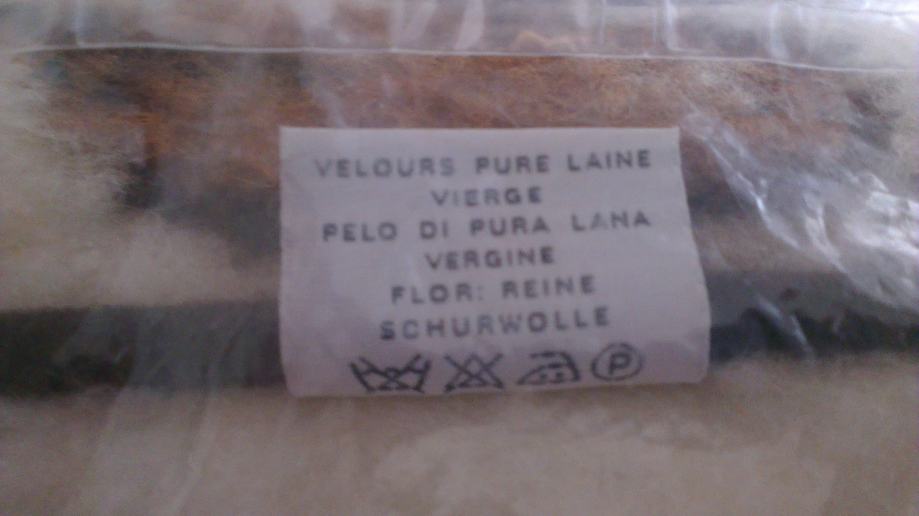 VELOURS PURE LAINE
VIERGE
PELO DI PURA LANA
VERGINE
FLOR: REINE
SCHURWOLLE
P